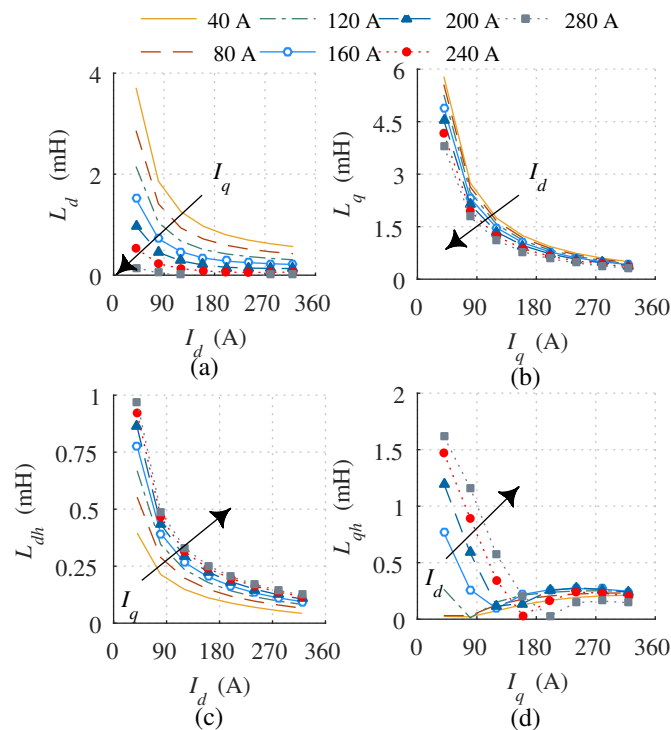 40 A 120 A 200 A 280 A
80 A 160 A 240 A
4
2
0
L_d (mH)
I_q
0 90 180 270 360
I_d (A)
(a)
6
4.5
3
1.5
0
L_q (mH)
I_d
0 90 180 270 360
I_q (A)
(b)
1
0.75
0.5
0.25
0
L_dh (mH)
I_q
0 90 180 270 360
I_d (A)
(c)
2
1.5
1
0.5
0
L_qh (mH)
I_d
0 90 180 270 360
I_q (A)
(d)